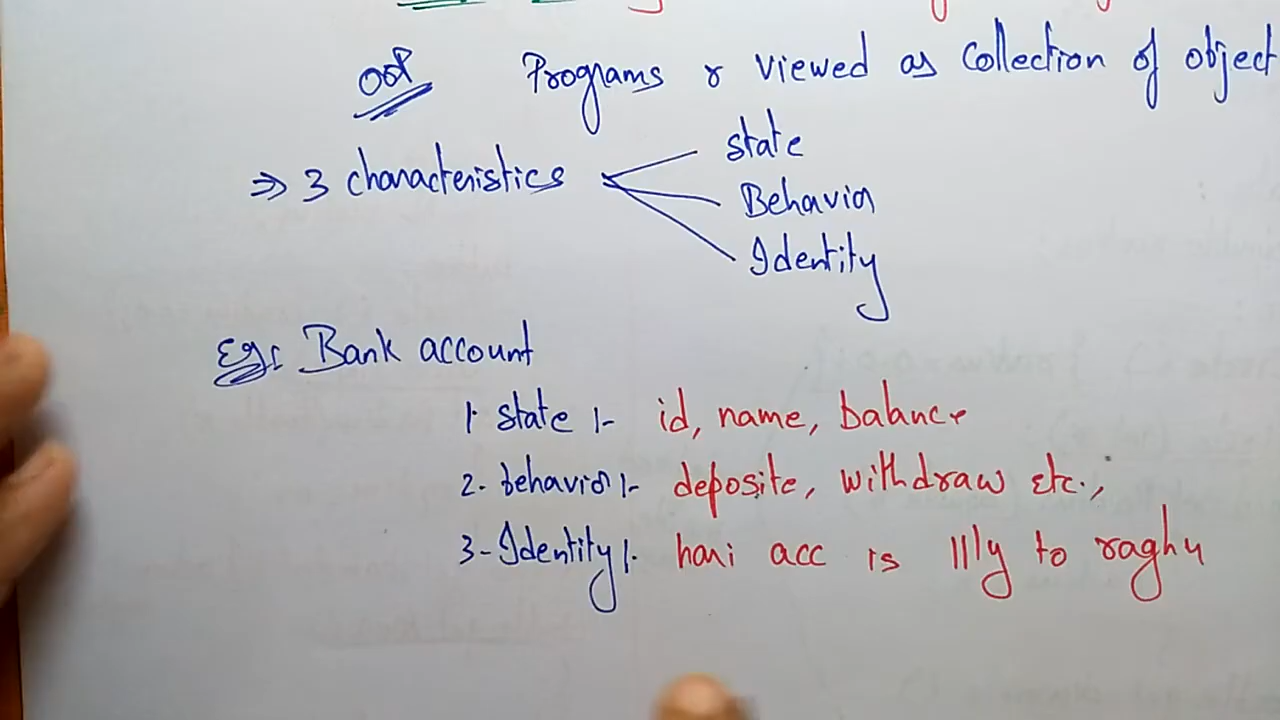 OOP Programs r viewed as collection of object
⇒ 3 characteristics
state
Behavior
Identity
Eg: Bank account
1. state :- id, name, balance
2. behavior :- deposite, withdraw etc.,
3-Identity :- hari acc is lllly to raghu